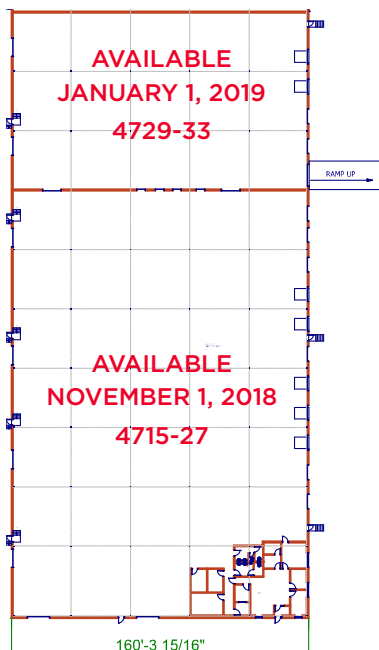 AVAILABLE
JANUARY 1, 2019
4729-33
RAMP UP
AVAILABLE
NOVEMBER 1, 2018
4715-27
160'-3 15/16"